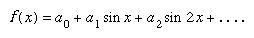 f(x) = a₀ + a₁ sin x + a₂ sin 2x + ....